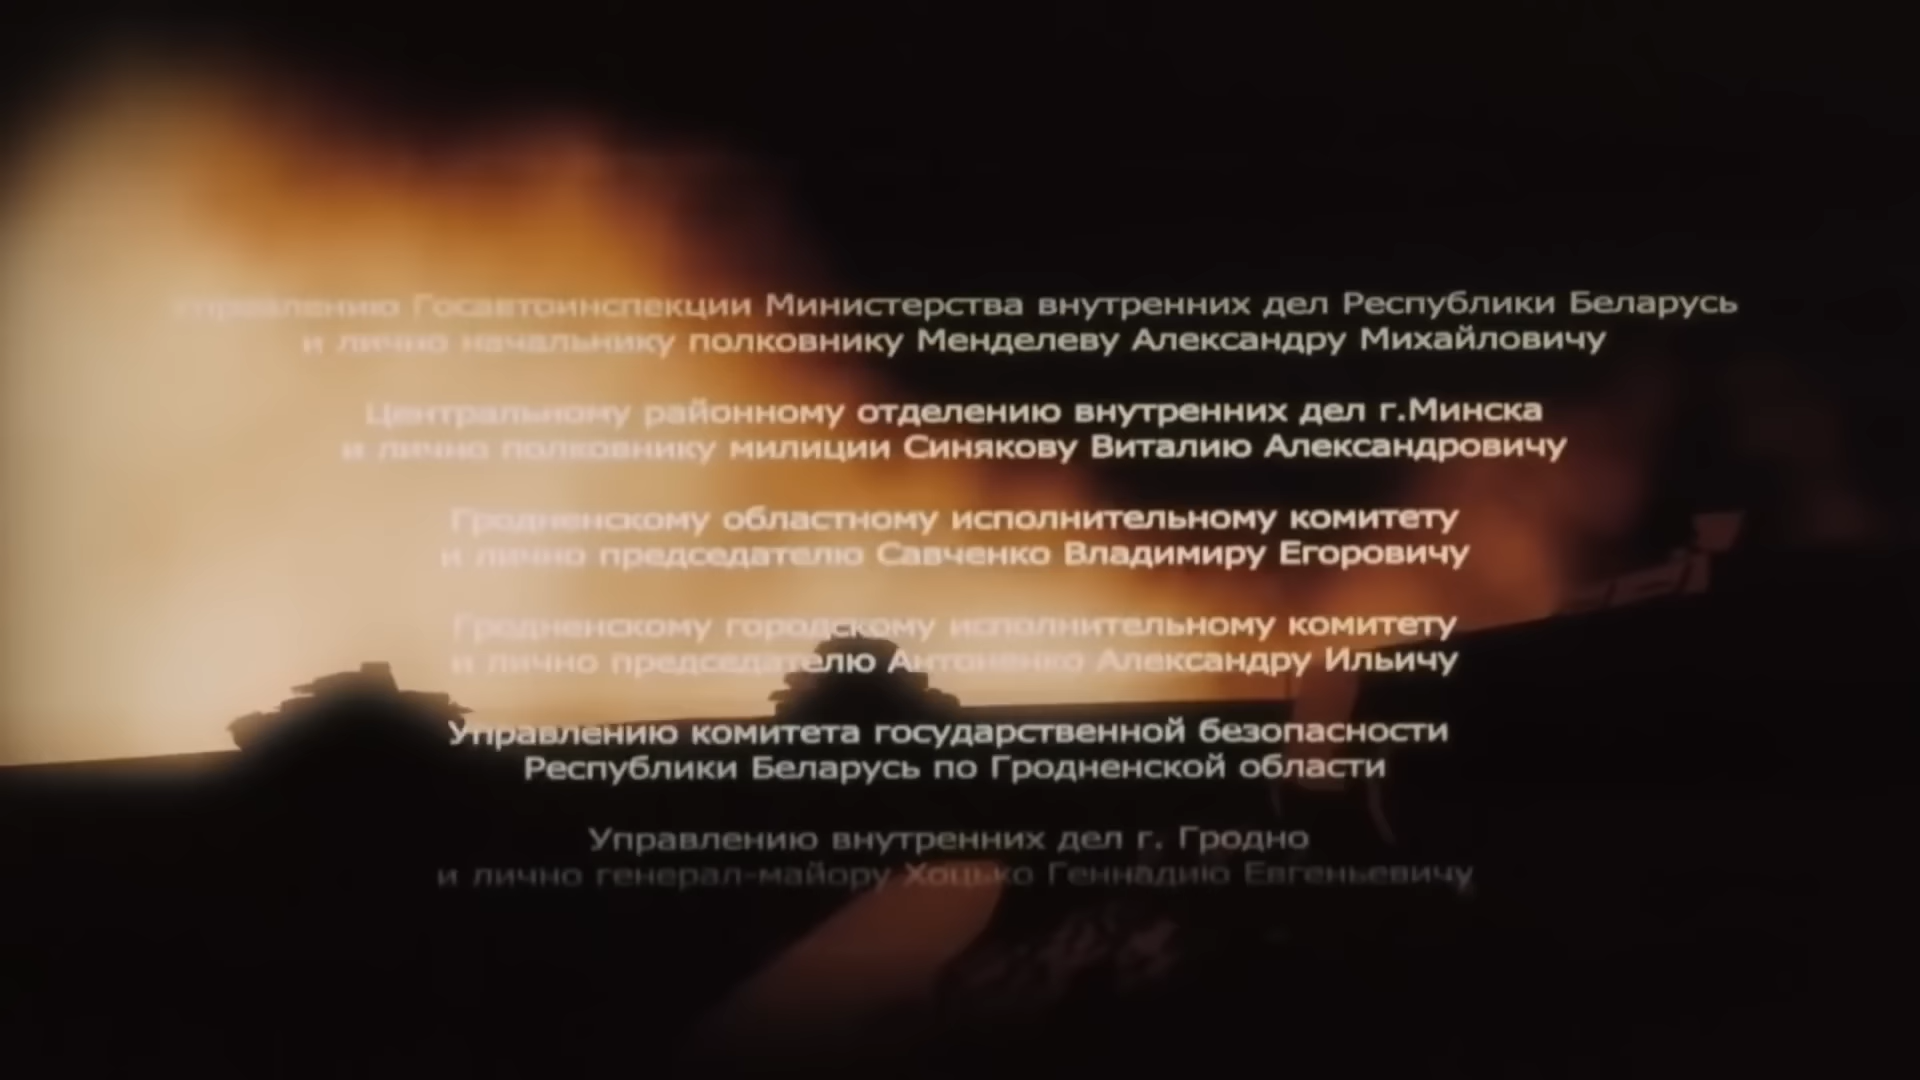 Управлению Госавтоинспекции Министерства внутренних дел Республики Беларусь
и лично начальнику полковнику Менделеву Александру Михайловичу
Центральному районному отделению внутренних дел г.Минска
и лично полковнику милиции Синякову Виталию Александровичу
Гродненскому областному исполнительному комитету
и лично председателю Савченко Владимиру Егоровичу
Гродненскому городскому исполнительному комитету
и лично председателю Антоненко Александру Ильичу
Управлению комитета государственной безопасности
Республики Беларусь по Гродненской области
Управлению внутренних дел г. Гродно
и лично генерал-майору Хоцько Геннадию Евгеньевичу